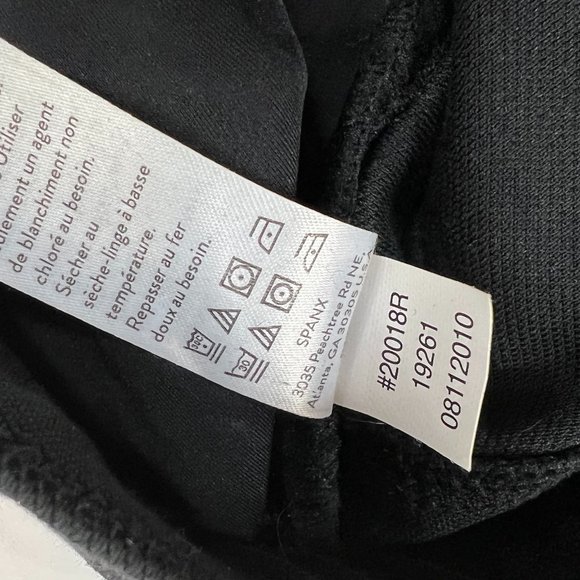 Utiliser
seulement un agent
de blanchiment non
chloré au besoin.
Sécher au
sèche-linge à basse
température.
Repasser au fer
doux au besoin.
30C
30
SPANX
3035 Peachtree Rd NE,
Atlanta, GA 30305 U.S.A
#20018R
19261
08112010